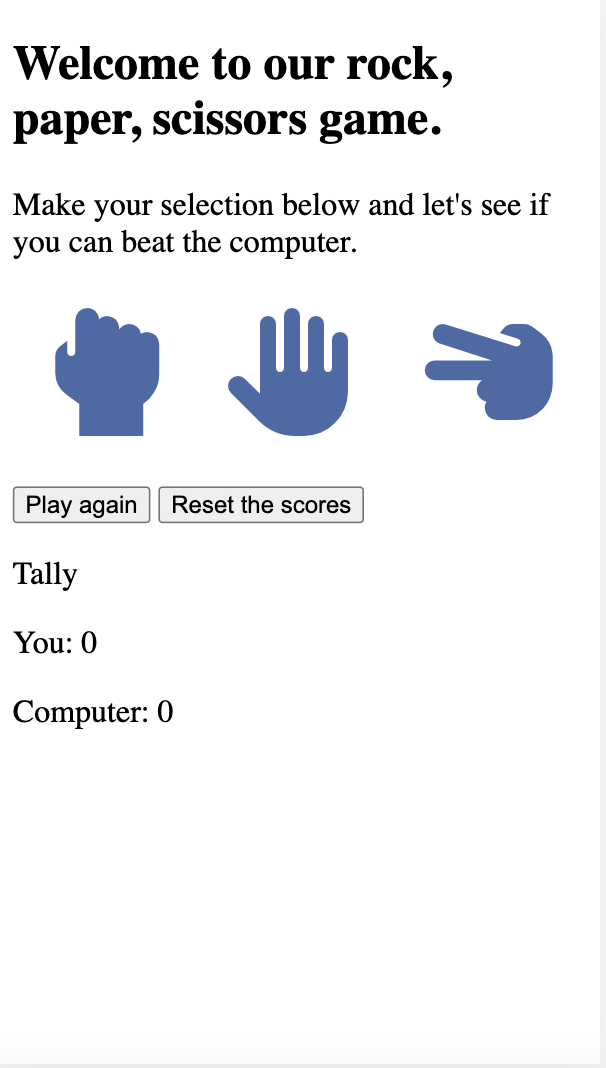 Welcome to our rock,
paper, scissors game.
Make your selection below and let's see if
you can beat the computer.
Play again Reset the scores
Tally
You: 0
Computer: 0